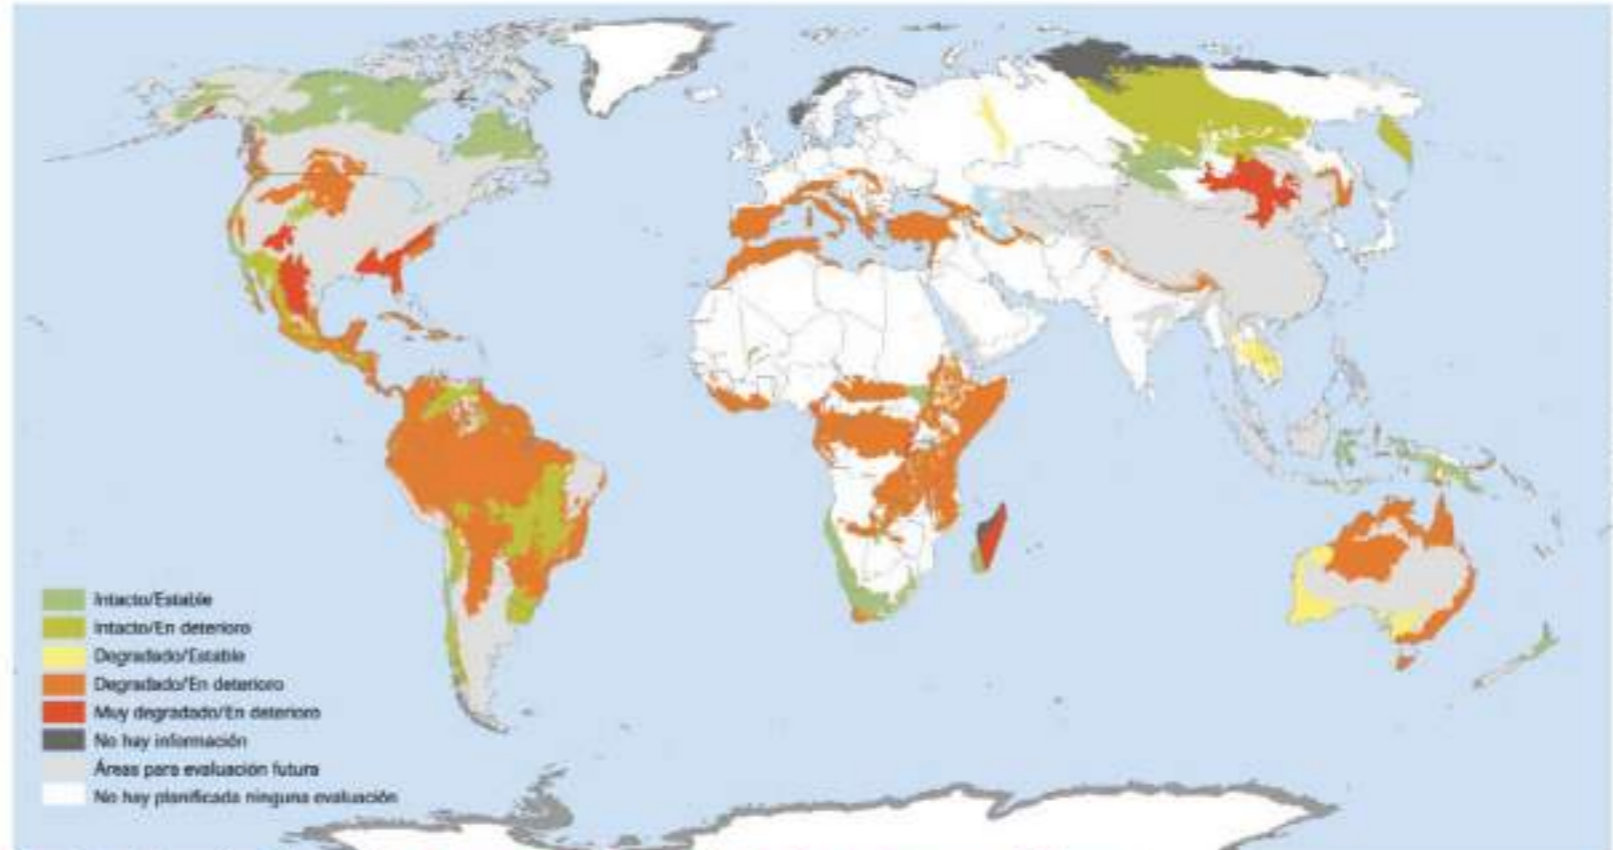 Intacto/Estable
Intacto/En deterioro
Degradado/Estable
Degradado/En deterioro
Muy degradado/En deterioro
No hay información
Áreas para evaluación futura
No hay planificada ninguna evaluación